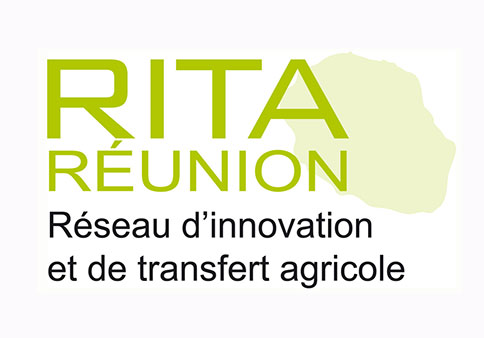 RITA
RÉUNION
Réseau d’innovation
et de transfert agricole